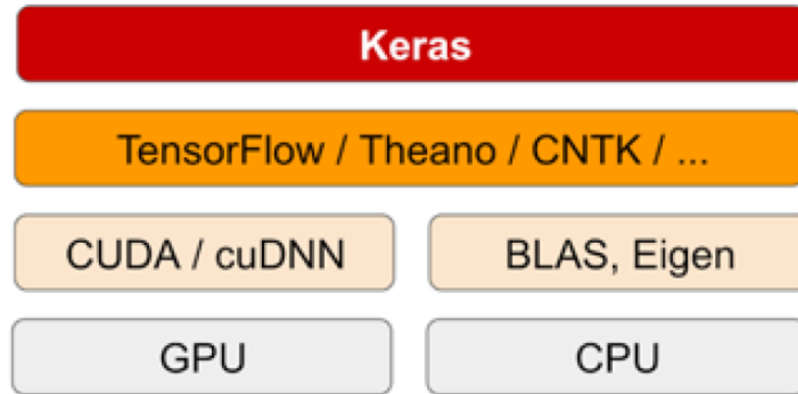 Keras
TensorFlow / Theano / CNTK / ...
CUDA / cuDNN
BLAS, Eigen
GPU
CPU